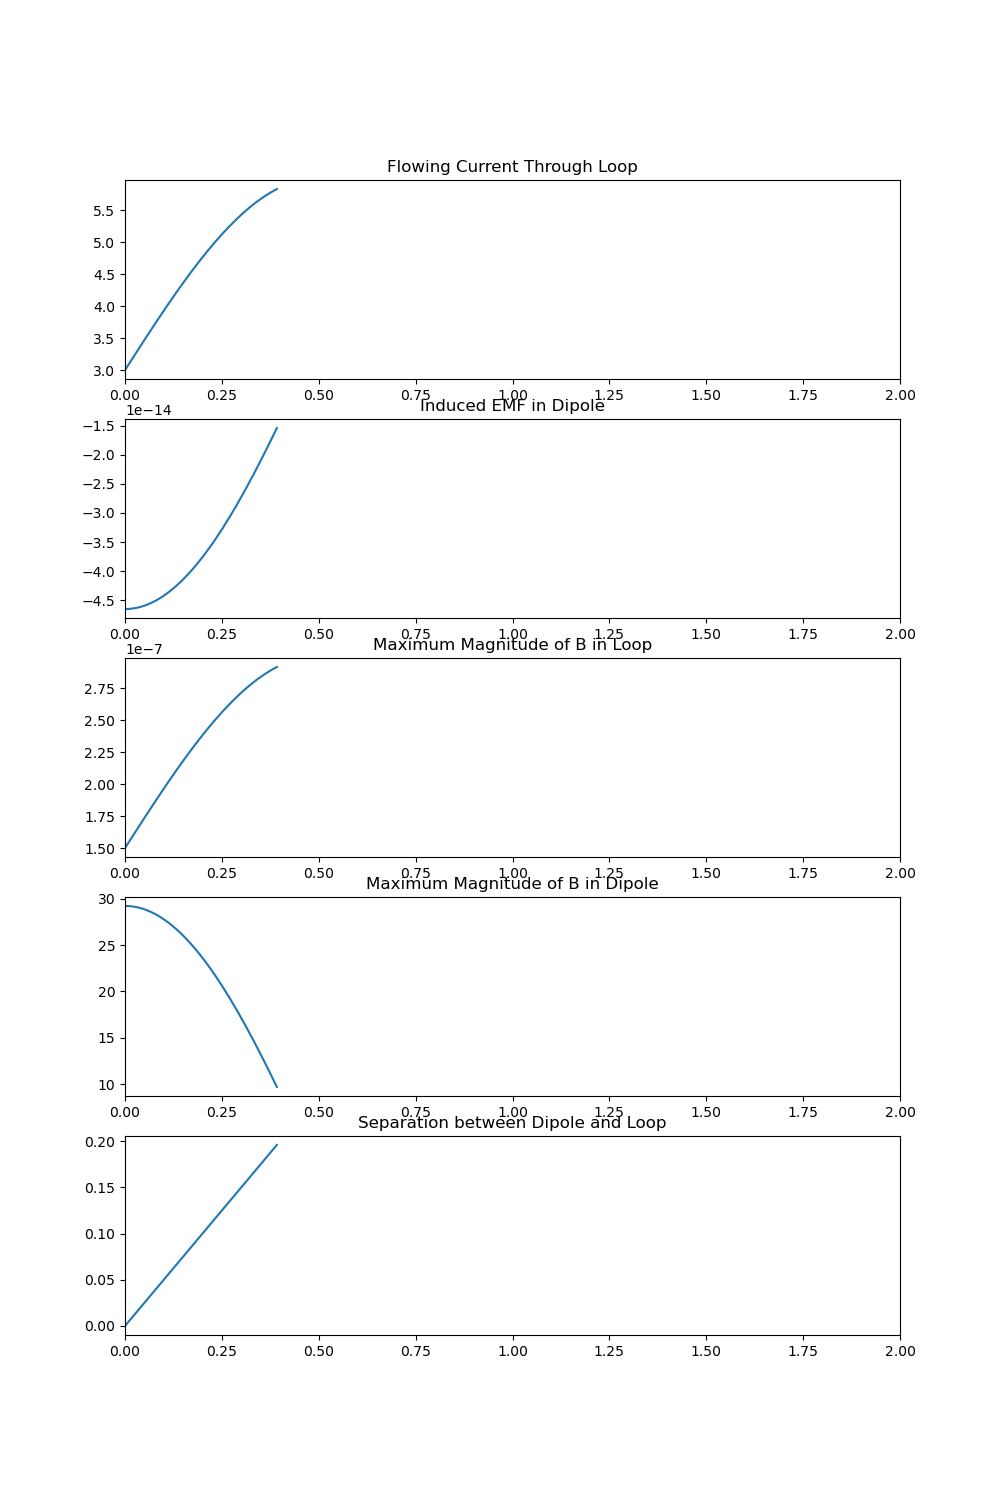 Flowing Current Through Loop
5.5
5.0
4.5
4.0
3.5
3.0
0.00 0.25 0.50 0.75 1.00 1.25 1.50 1.75 2.00
Induced EMF in Dipole
1e−14
−1.5
−2.0
−2.5
−3.0
−3.5
−4.0
−4.5
0.00 0.25 0.50 0.75 1.00 1.25 1.50 1.75 2.00
Maximum Magnitude of B in Loop
1e−7
2.75
2.50
2.25
2.00
1.75
1.50
0.00 0.25 0.50 0.75 1.00 1.25 1.50 1.75 2.00
Maximum Magnitude of B in Dipole
30
25
20
15
10
0.00 0.25 0.50 0.75 1.00 1.25 1.50 1.75 2.00
Separation between Dipole and Loop
0.20
0.15
0.10
0.05
0.00
0.00 0.25 0.50 0.75 1.00 1.25 1.50 1.75 2.00